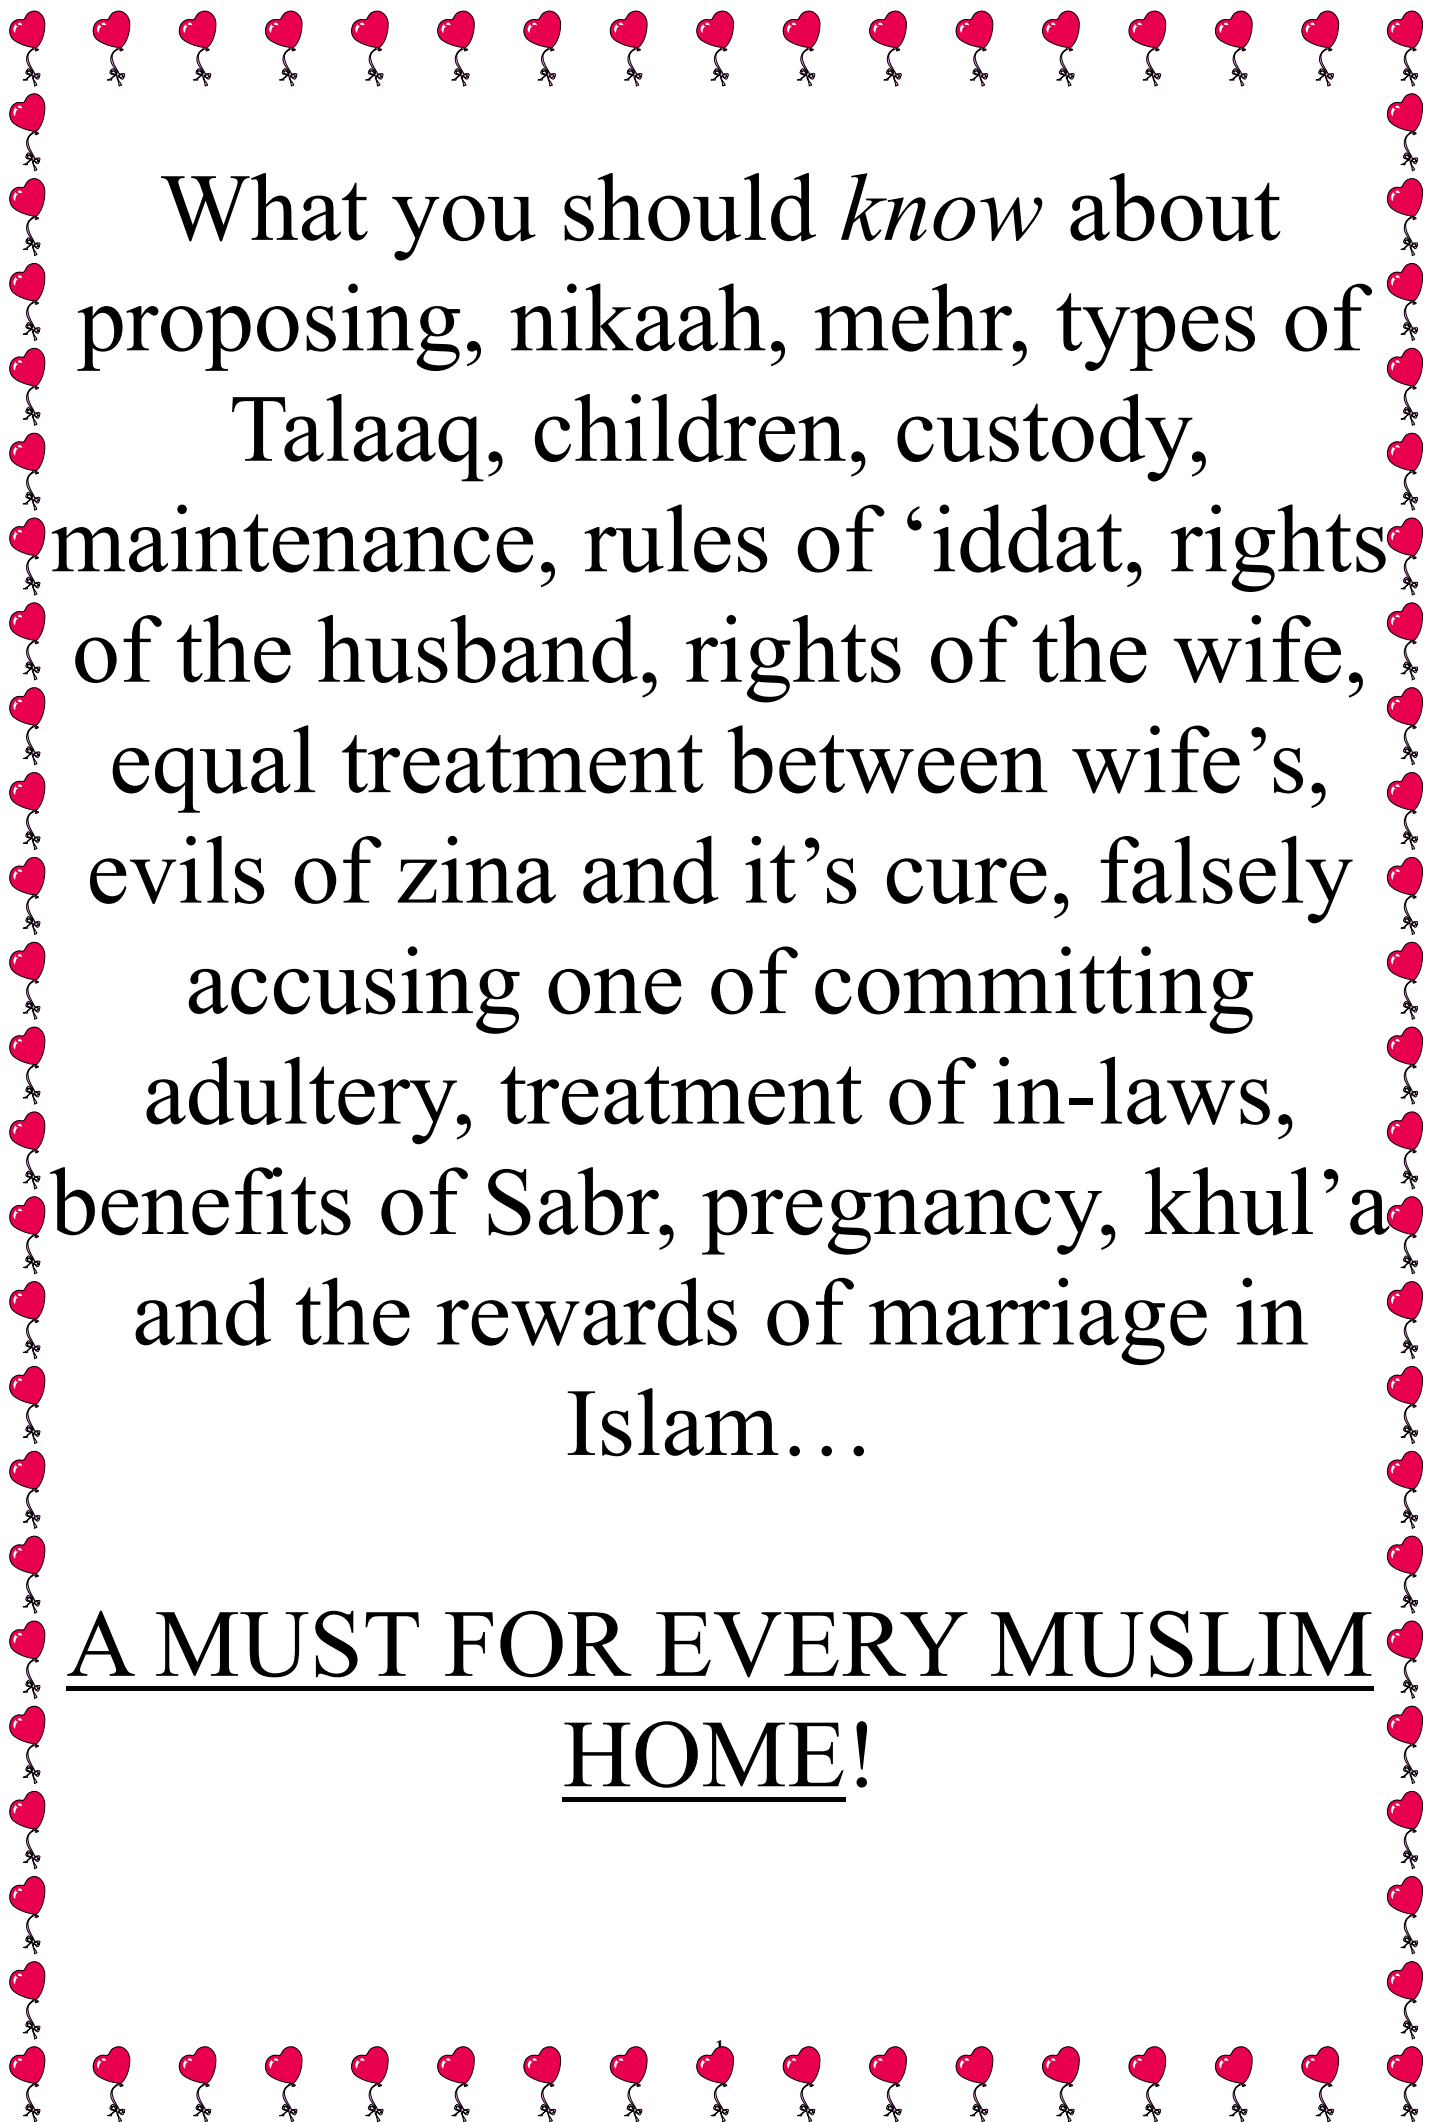 What you should know about
proposing, nikaah, mehr, types of
Talaaq, children, custody,
maintenance, rules of ‘iddat, rights
of the husband, rights of the wife,
equal treatment between wife’s,
evils of zina and it’s cure, falsely
accusing one of committing
adultery, treatment of in-laws,
benefits of Sabr, pregnancy, khul’a
and the rewards of marriage in
Islam…
A MUST FOR EVERY MUSLIM
HOME!